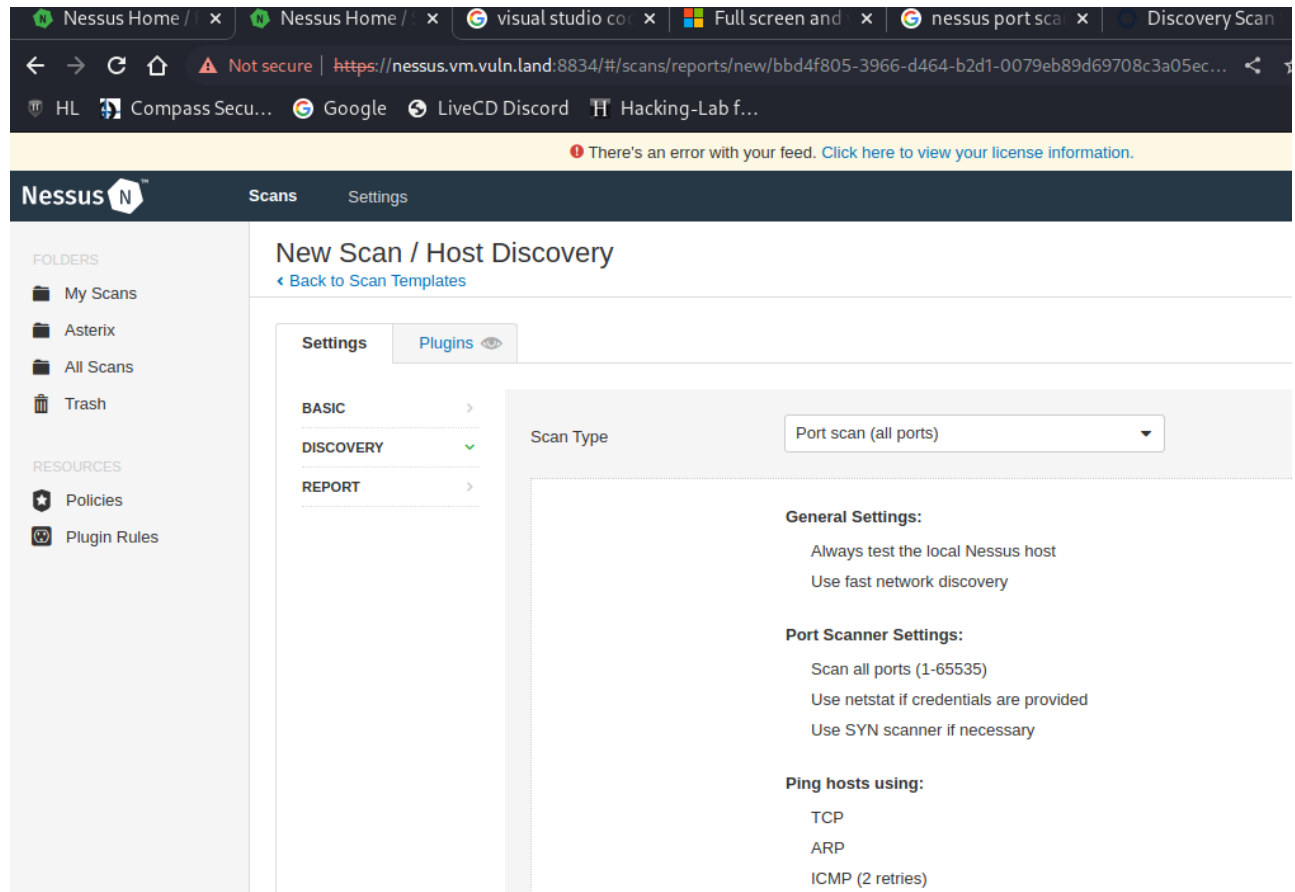 Nessus Home / Nessus Home / visual studio Full screen and nessus port Discovery Scan
Not secure | https://nessus.vm.vuln.land:8834/#/scans/reports/new/bbd4f805-3966-d464-b2d1-0079eb89d69708c3a05ec...
HL Compass Secu... Google LiveCD Discord Hacking-Lab f...
There's an error with your feed. Click here to view your license information.
Nessus N ™ Scans Settings
New Scan / Host Discovery
Back to Scan Templates
FOLDERS
My Scans
Asterix
All Scans
Trash
RESOURCES
Policies
Plugin Rules
Settings Plugins
BASIC
DISCOVERY
REPORT
Scan Type Port scan (all ports)
General Settings:
Always test the local Nessus host
Use fast network discovery
Port Scanner Settings:
Scan all ports (1-65535)
Use netstat if credentials are provided
Use SYN scanner if necessary
Ping hosts using:
TCP
ARP
ICMP (2 retries)